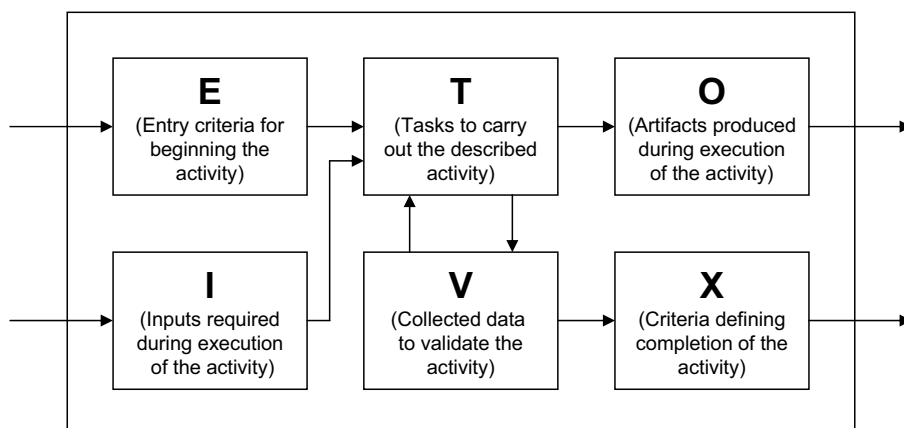 E
(Entry criteria for
beginning the
activity)
T
(Tasks to carry
out the described
activity)
O
(Artifacts produced
during execution
of the activity)
I
(Inputs required
during execution
of the activity)
V
(Collected data
to validate the
activity)
X
(Criteria defining
completion of the
activity)